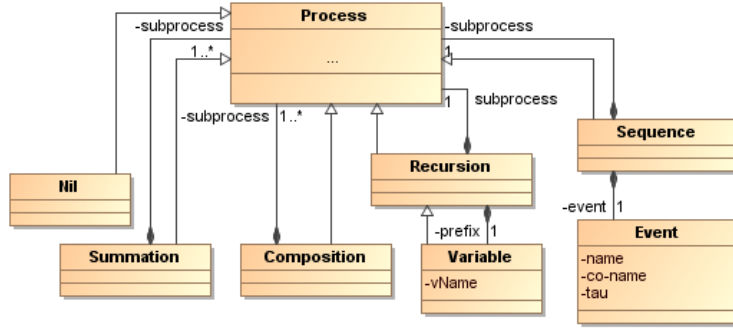 Process
...
-subprocess
-subprocess
1..*
1
-subprocess
1..*
1
subprocess
Sequence
Recursion
Nil
-event
1
-prefix
1
Summation
Composition
Variable
-vName
Event
-name
-co-name
-tau